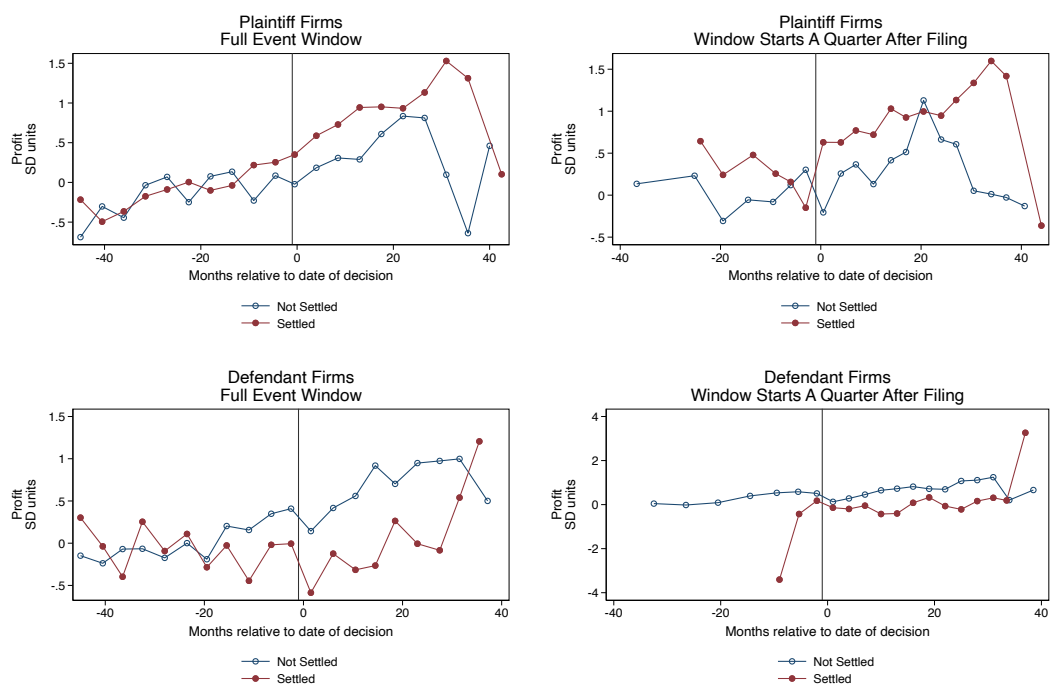 Plaintiff Firms
Full Event Window
1.5
1
.5
0
-.5
Profit
SD units
-40
-20
0
20
40
Months relative to date of decision
Not Settled
Settled
Plaintiff Firms
Window Starts A Quarter After Filing
1.5
1
.5
0
-.5
Profit
SD units
-40
-20
0
20
40
Months relative to date of decision
Not Settled
Settled
Defendant Firms
Full Event Window
1.5
1
.5
0
-.5
Profit
SD units
-40
-20
0
20
40
Months relative to date of decision
Not Settled
Settled
Defendant Firms
Window Starts A Quarter After Filing
4
2
0
-2
-4
Profit
SD units
-40
-20
0
20
40
Months relative to date of decision
Not Settled
Settled